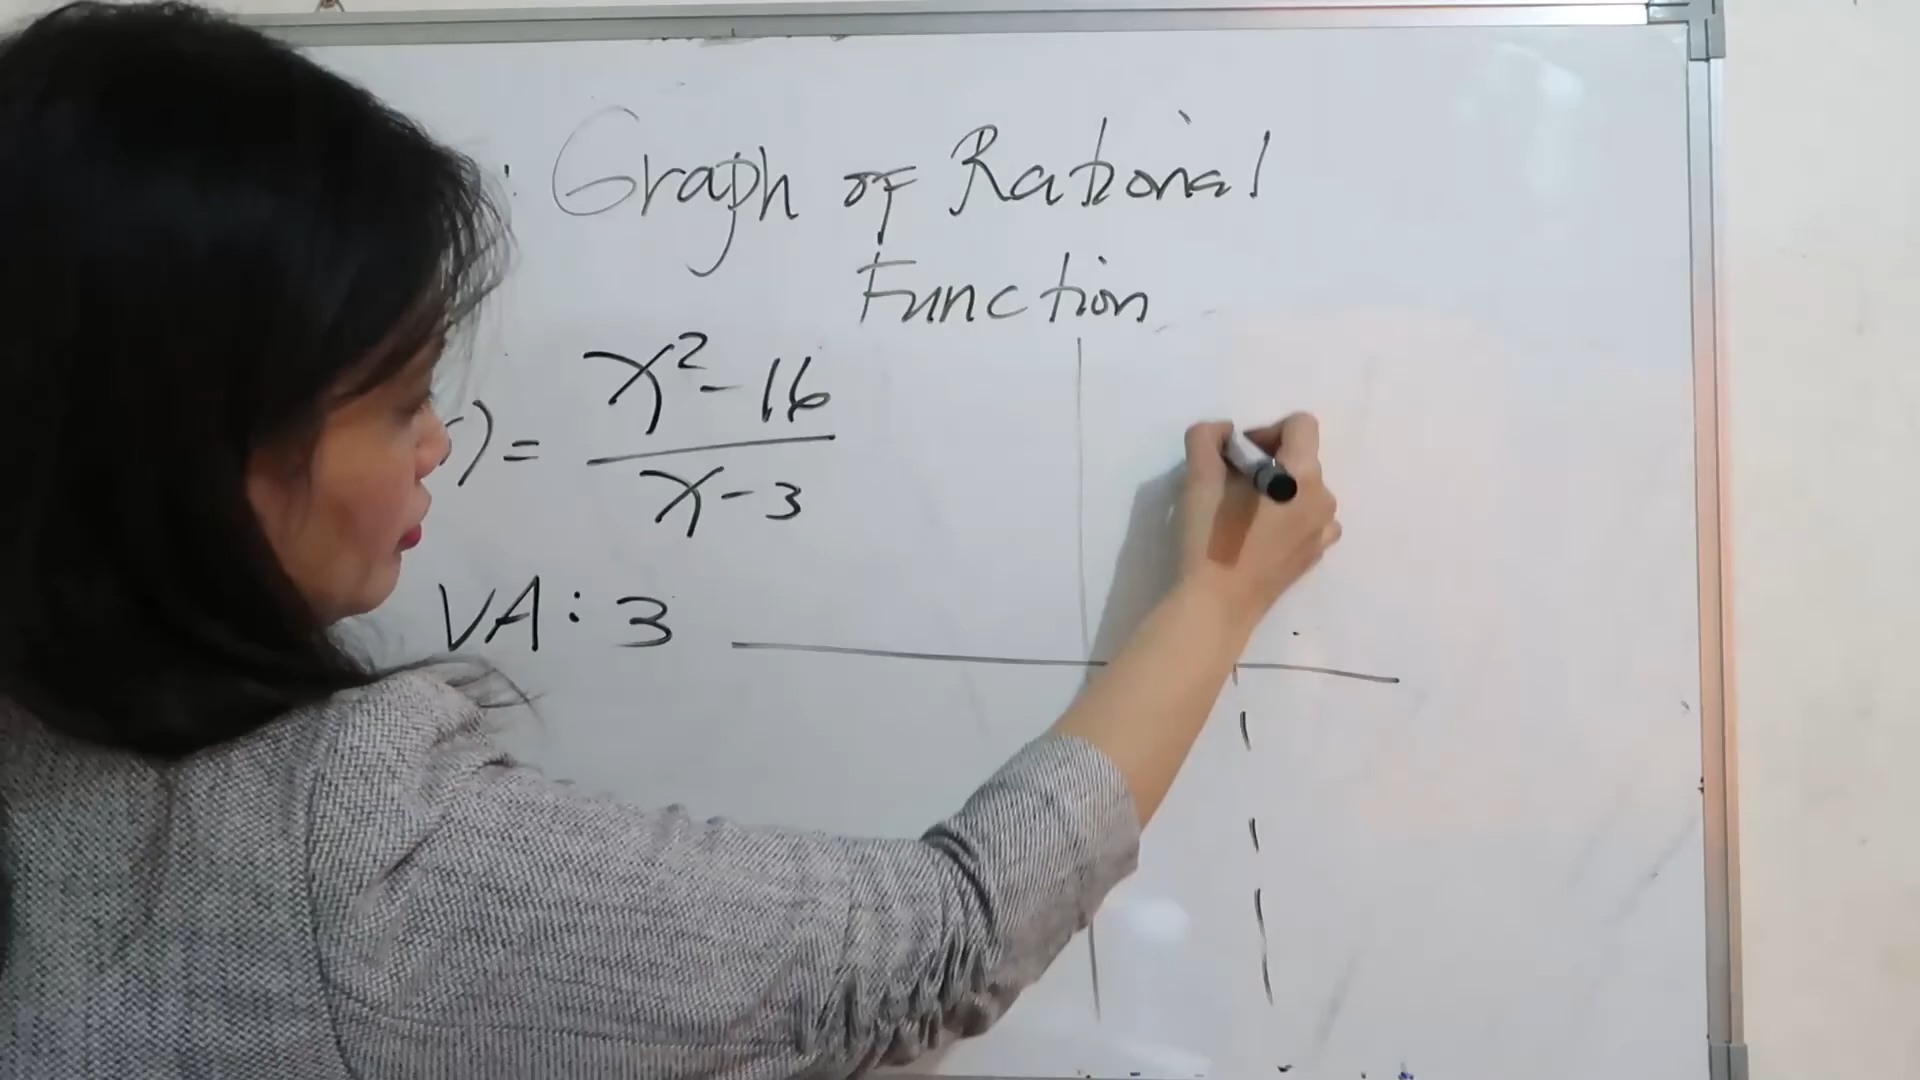 : Graph of Rational
Function
) = x² - 16
x - 3
VA : 3